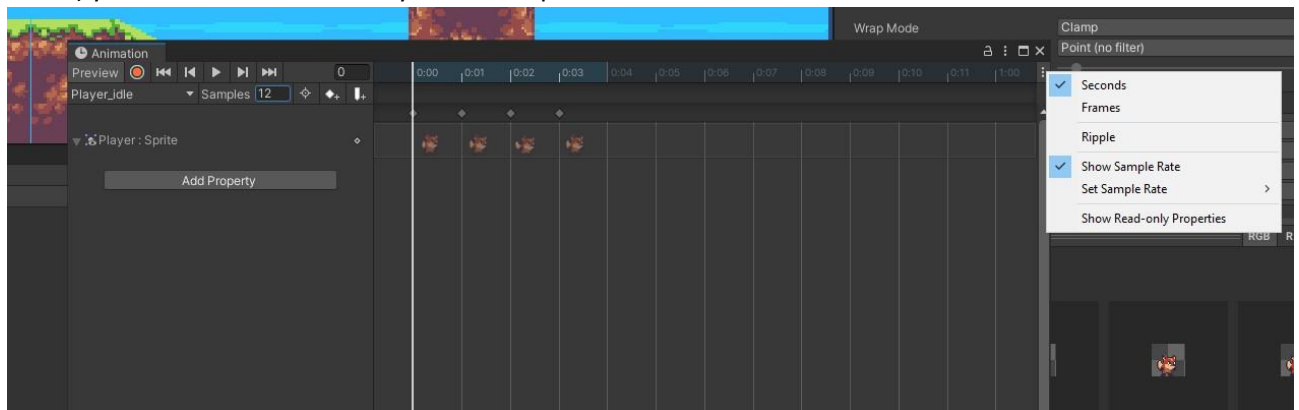 Wrap Mode
Clamp
Animation
Point (no filter)
Preview
0
0:00 0:01 0:02 0:03 0:04 0:05 0:06 0:07 0:08 0:09 0:10 0:11 1:00
Player_idle
Samples 12
Seconds
Frames
Player : Sprite
Ripple
Show Sample Rate
Add Property
Set Sample Rate
Show Read-only Properties
RGB R